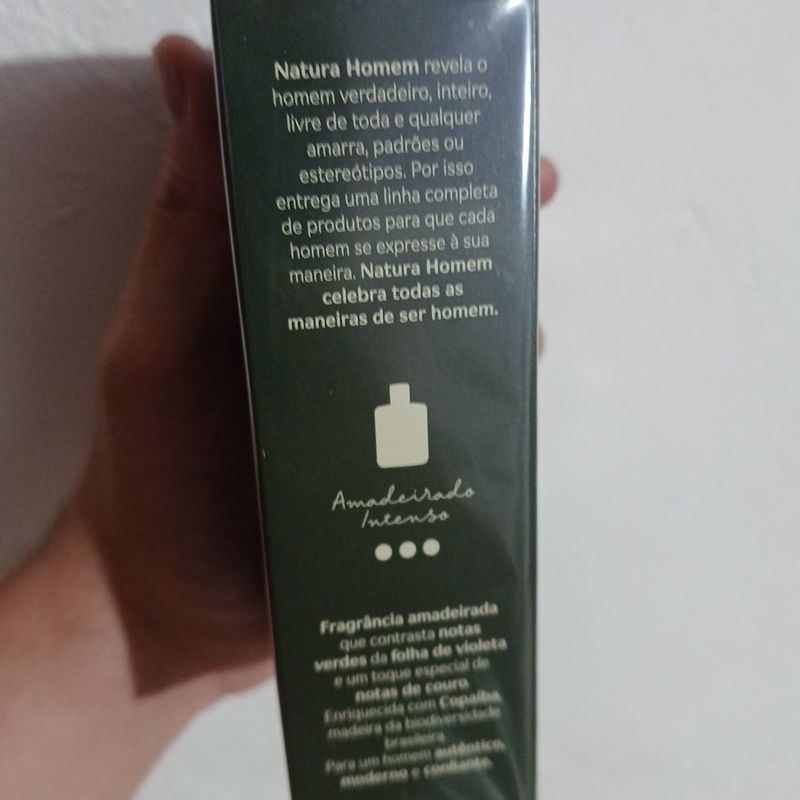 Natura Homem revela o
homem verdadeiro, inteiro,
livre de toda e qualquer
amarra, padrões ou
estereótipos. Por isso
entrega uma linha completa
de produtos para que cada
homem se expresse à sua
maneira. Natura Homem
celebra todas as
maneiras de ser homem.
Amadeirado
Intenso
Fragrância amadeirada
que contrasta notas
verdes da folha de violeta
e um toque especial de
notas de couro.
Enriquecida com Copaíba,
madeira da biodiversidade
brasileira.
Para um homem autêntico,
moderno e confiante.